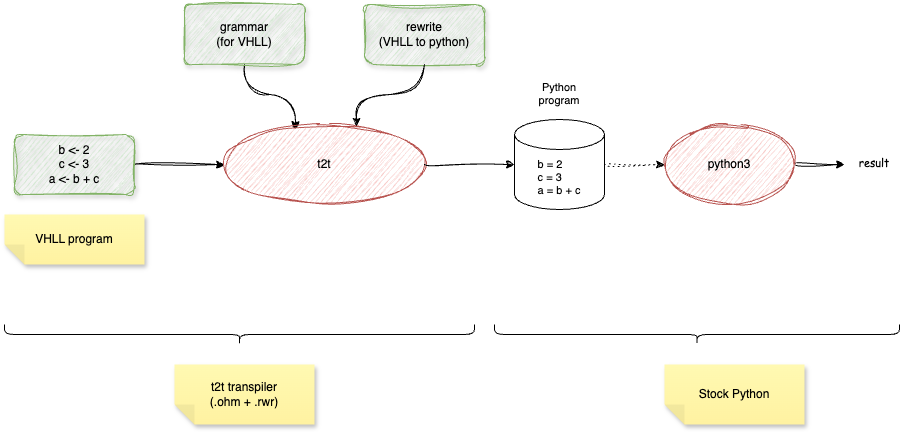 grammar
(for VHLL)
rewrite
(VHLL to python)
Python
program
b <- 2
c <- 3
a <- b + c
t2t
b = 2
c = 3
a = b + c
python3
result
VHLL program
t2t transpiler
(.ohm + .rwr)
Stock Python